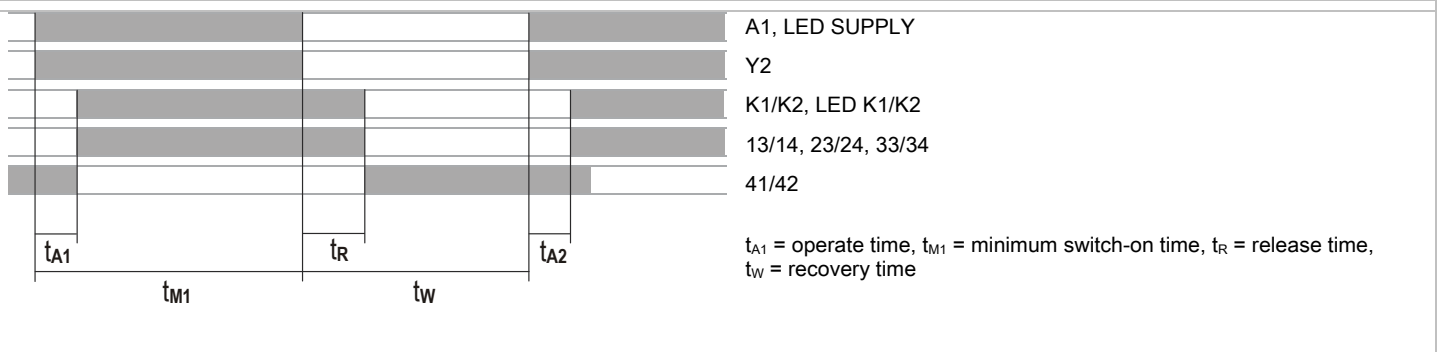 A1, LED SUPPLY
Y2
K1/K2, LED K1/K2
13/14, 23/24, 33/34
41/42
tA1
tR
tA2
tM1
tW
tA1 = operate time, tM1 = minimum switch-on time, tR = release time,
tW = recovery time